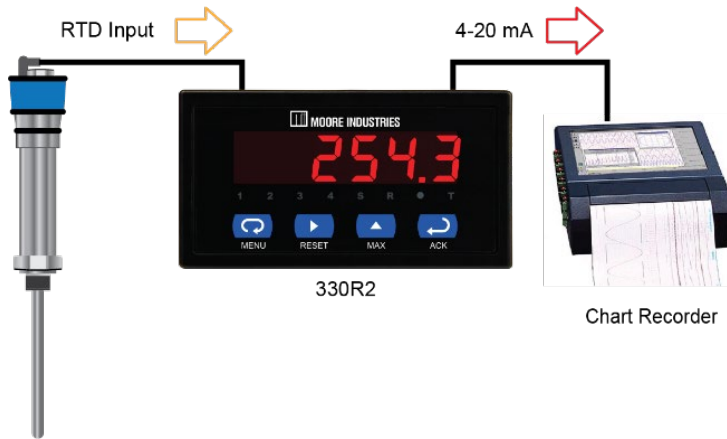 RTD Input
4-20 mA
MOORE INDUSTRIES
254.3
1 2 3 4 S R T
MENU RESET MAX ACK
330R2
Chart Recorder